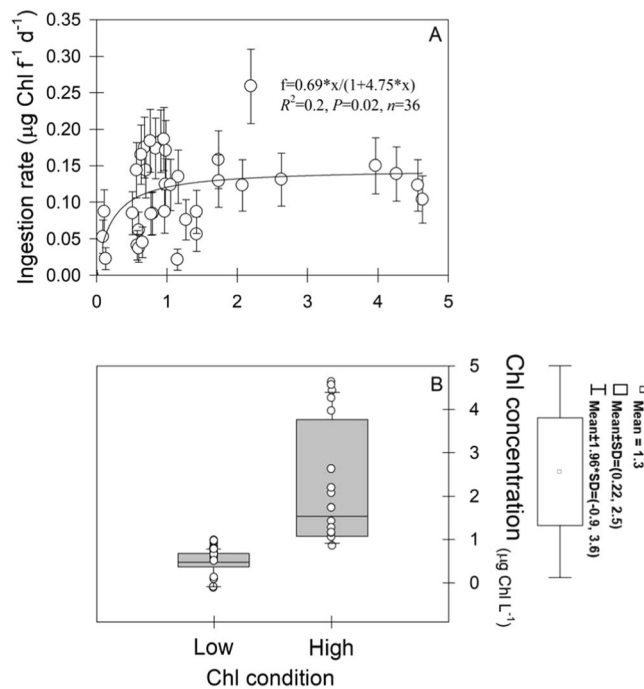 0.35
A
0.30
f=0.69*x/(1+4.75*x)
0.25
R²=0.2, P=0.02, n=36
0.20
0.15
0.10
0.05
0.00
Ingestion rate (μg Chl f⁻¹ d⁻¹)
0 1 2 3 4 5
B
5
4
3
2
1
0
Chl concentration
(μg Chl L⁻¹)
Mean = 1.3
Mean±SD=(0.22, 2.5)
Mean±1.96*SD=(-0.9, 3.6)
Low High
Chl condition